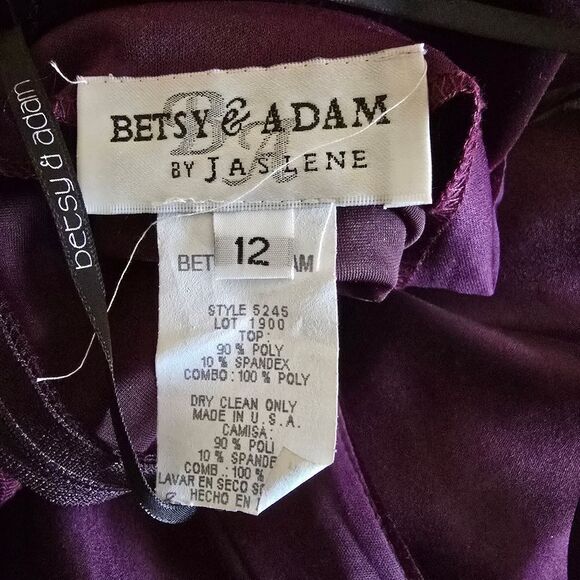 betsy & adam
BETSY & ADAM
BY JASLENE
12
BET AM
STYLE 5245
LOT 1900
TOP:
90 % POLY
10 % SPANDEX
COMBO: 100 % POLY
DRY CLEAN ONLY
MADE IN U. S. A.
CAMISA:
90 % POLI
10 % SPANDE
COMB.: 100 %
LAVAR EN SECO
HECHO EN
betsy & adam